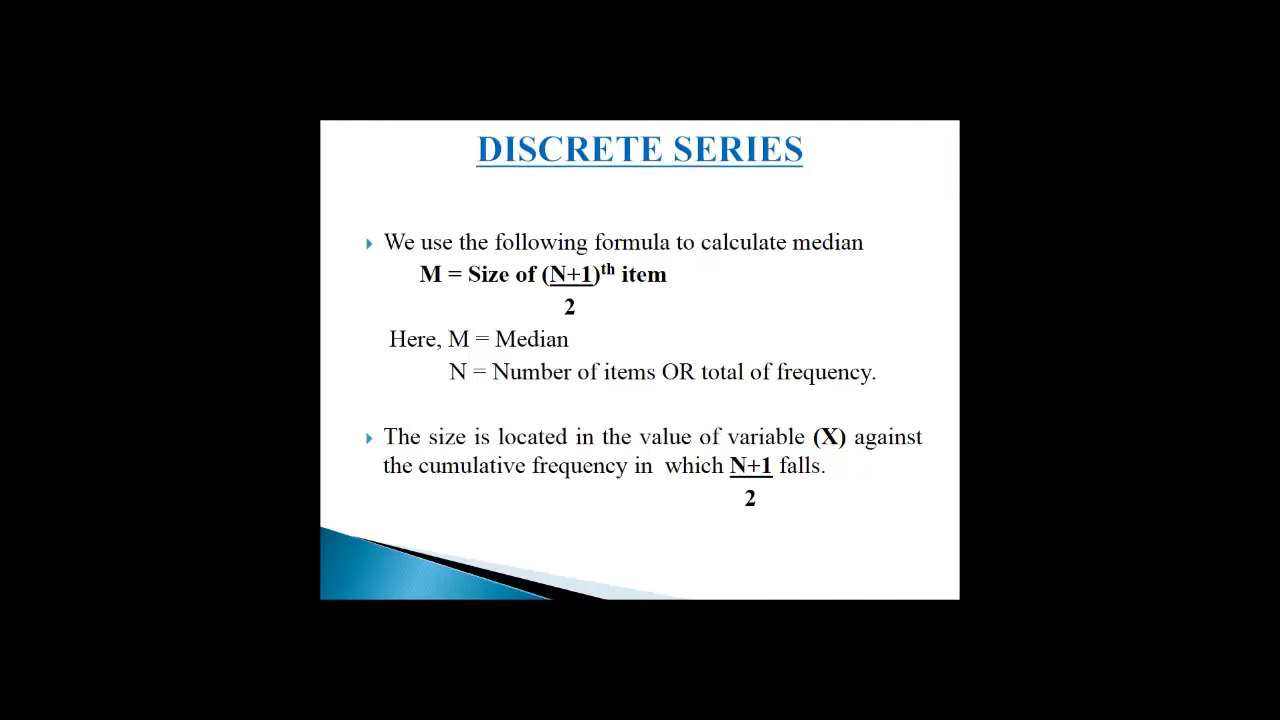 DISCRETE SERIES
We use the following formula to calculate median
M = Size of (N+1)th item
2
Here, M = Median
N = Number of items OR total of frequency.
The size is located in the value of variable (X) against
the cumulative frequency in which N+1 falls.
2